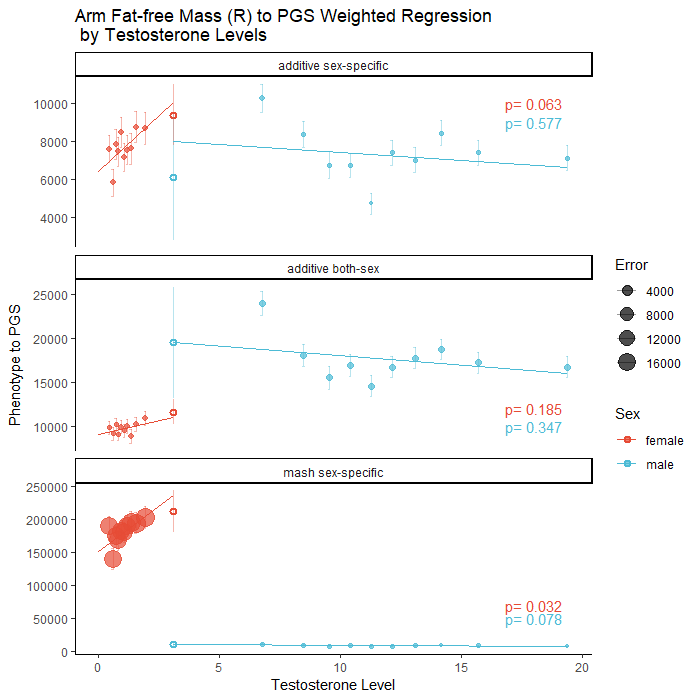 Arm Fat-free Mass (R) to PGS Weighted Regression
by Testosterone Levels
additive sex-specific
10000
8000
6000
4000
p= 0.063
p= 0.577
additive both-sex
25000
20000
15000
10000
p= 0.185
p= 0.347
mash sex-specific
250000
200000
150000
100000
50000
0
p= 0.032
p= 0.078
0
5
10
15
20
Testosterone Level
Phenotype to PGS
Error
4000
8000
12000
16000
Sex
female
male